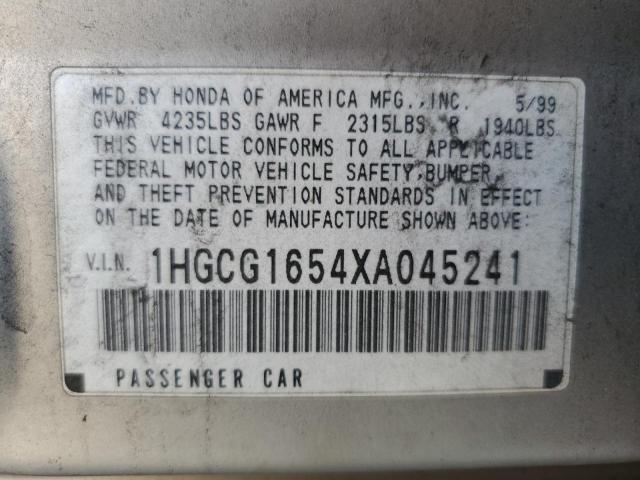 MFD. BY HONDA OF AMERICA MFG., INC. 5/99
GVWR 4235LBS GAWR F 2315LBS R 1940LBS
THIS VEHICLE CONFORMS TO ALL APPLICABLE
FEDERAL MOTOR VEHICLE SAFETY, BUMPER,
AND THEFT PREVENTION STANDARDS IN EFFECT
ON THE DATE OF MANUFACTURE SHOWN ABOVE:
V.I.N. 1HGCG1654XA045241
PASSENGER CAR